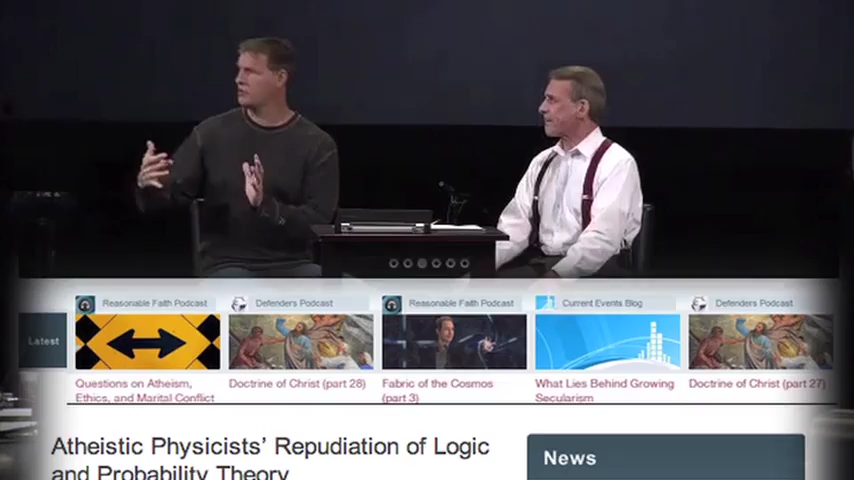 Reasonable Faith Podcast
Defenders Podcast
Reasonable Faith Podcast
Current Events Blog
Defenders Podcast
Latest
Questions on Atheism,
Ethics, and Marital Conflict
Doctrine of Christ (part 28)
Fabric of the Cosmos
(part 3)
What Lies Behind Growing
Secularism
Doctrine of Christ (part 27)
Atheistic Physicists’ Repudiation of Logic
and Probability Theory
News